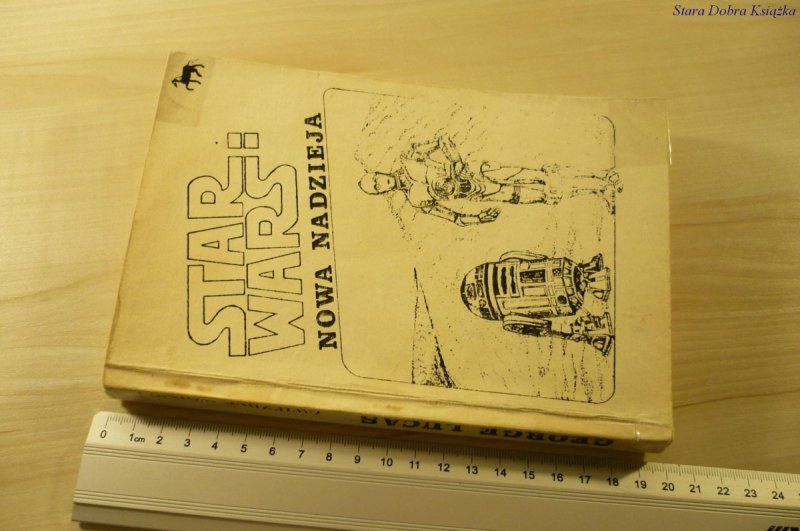 Stara Dobra Książka
STAR
WARS:
NOWA NADZIEJA
GEORGE LUCAS
0 1cm 2 3 4 5 6 7 8 9 10 11 12 13 14 15 16 17 18 19 20 21 22 23 24